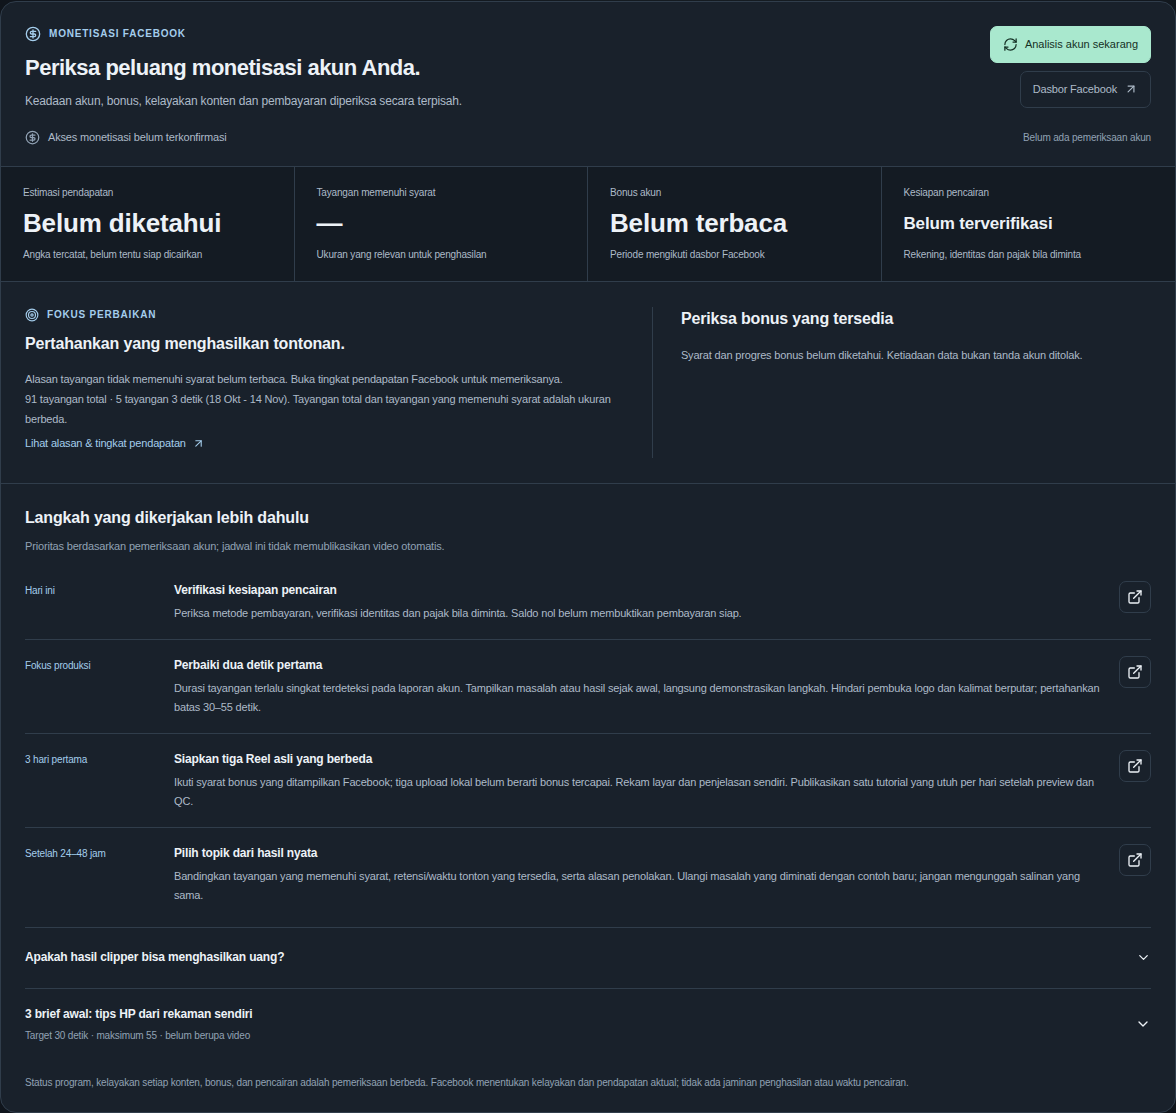 MONETISASI FACEBOOK
Periksa peluang monetisasi akun Anda.
Keadaan akun, bonus, kelayakan konten dan pembayaran diperiksa secara terpisah.
Akses monetisasi belum terkonfirmasi
Analisis akun sekarang
Dasbor Facebook
Belum ada pemeriksaan akun
Estimasi pendapatan
Belum diketahui
Angka tercatat, belum tentu siap dicairkan
Tayangan memenuhi syarat
—
Ukuran yang relevan untuk penghasilan
Bonus akun
Belum terbaca
Periode mengikuti dasbor Facebook
Kesiapan pencairan
Belum terverifikasi
Rekening, identitas dan pajak bila diminta
FOKUS PERBAIKAN
Pertahankan yang menghasilkan tontonan.
Alasan tayangan tidak memenuhi syarat belum terbaca. Buka tingkat pendapatan Facebook untuk memeriksanya.
91 tayangan total · 5 tayangan 3 detik (18 Okt - 14 Nov). Tayangan total dan tayangan yang memenuhi syarat adalah ukuran
berbeda.
Lihat alasan & tingkat pendapatan
Periksa bonus yang tersedia
Syarat dan progres bonus belum diketahui. Ketiadaan data bukan tanda akun ditolak.
Langkah yang dikerjakan lebih dahulu
Prioritas berdasarkan pemeriksaan akun; jadwal ini tidak memublikasikan video otomatis.
Hari ini
Verifikasi kesiapan pencairan
Periksa metode pembayaran, verifikasi identitas dan pajak bila diminta. Saldo nol belum membuktikan pembayaran siap.
Fokus produksi
Perbaiki dua detik pertama
Durasi tayangan terlalu singkat terdeteksi pada laporan akun. Tampilkan masalah atau hasil sejak awal, langsung demonstrasikan langkah. Hindari pembuka logo dan kalimat berputar; pertahankan
batas 30–55 detik.
3 hari pertama
Siapkan tiga Reel asli yang berbeda
Ikuti syarat bonus yang ditampilkan Facebook; tiga upload lokal belum berarti bonus tercapai. Rekam layar dan penjelasan sendiri. Publikasikan satu tutorial yang utuh per hari setelah preview dan
QC.
Setelah 24–48 jam
Pilih topik dari hasil nyata
Bandingkan tayangan yang memenuhi syarat, retensi/waktu tonton yang tersedia, serta alasan penolakan. Ulangi masalah yang diminati dengan contoh baru; jangan mengunggah salinan yang
sama.
Apakah hasil clipper bisa menghasilkan uang?
3 brief awal: tips HP dari rekaman sendiri
Target 30 detik · maksimum 55 · belum berupa video
Status program, kelayakan setiap konten, bonus, dan pencairan adalah pemeriksaan berbeda. Facebook menentukan kelayakan dan pendapatan aktual; tidak ada jaminan penghasilan atau waktu pencairan.